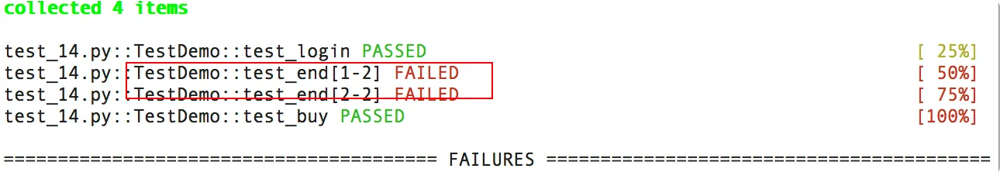 collected 4 items
test_14.py::TestDemo::test_login PASSED [ 25%]
test_14.py::TestDemo::test_end[1-2] FAILED [ 50%]
test_14.py::TestDemo::test_end[2-2] FAILED [ 75%]
test_14.py::TestDemo::test_buy PASSED [100%]
======================================== FAILURES =========================================